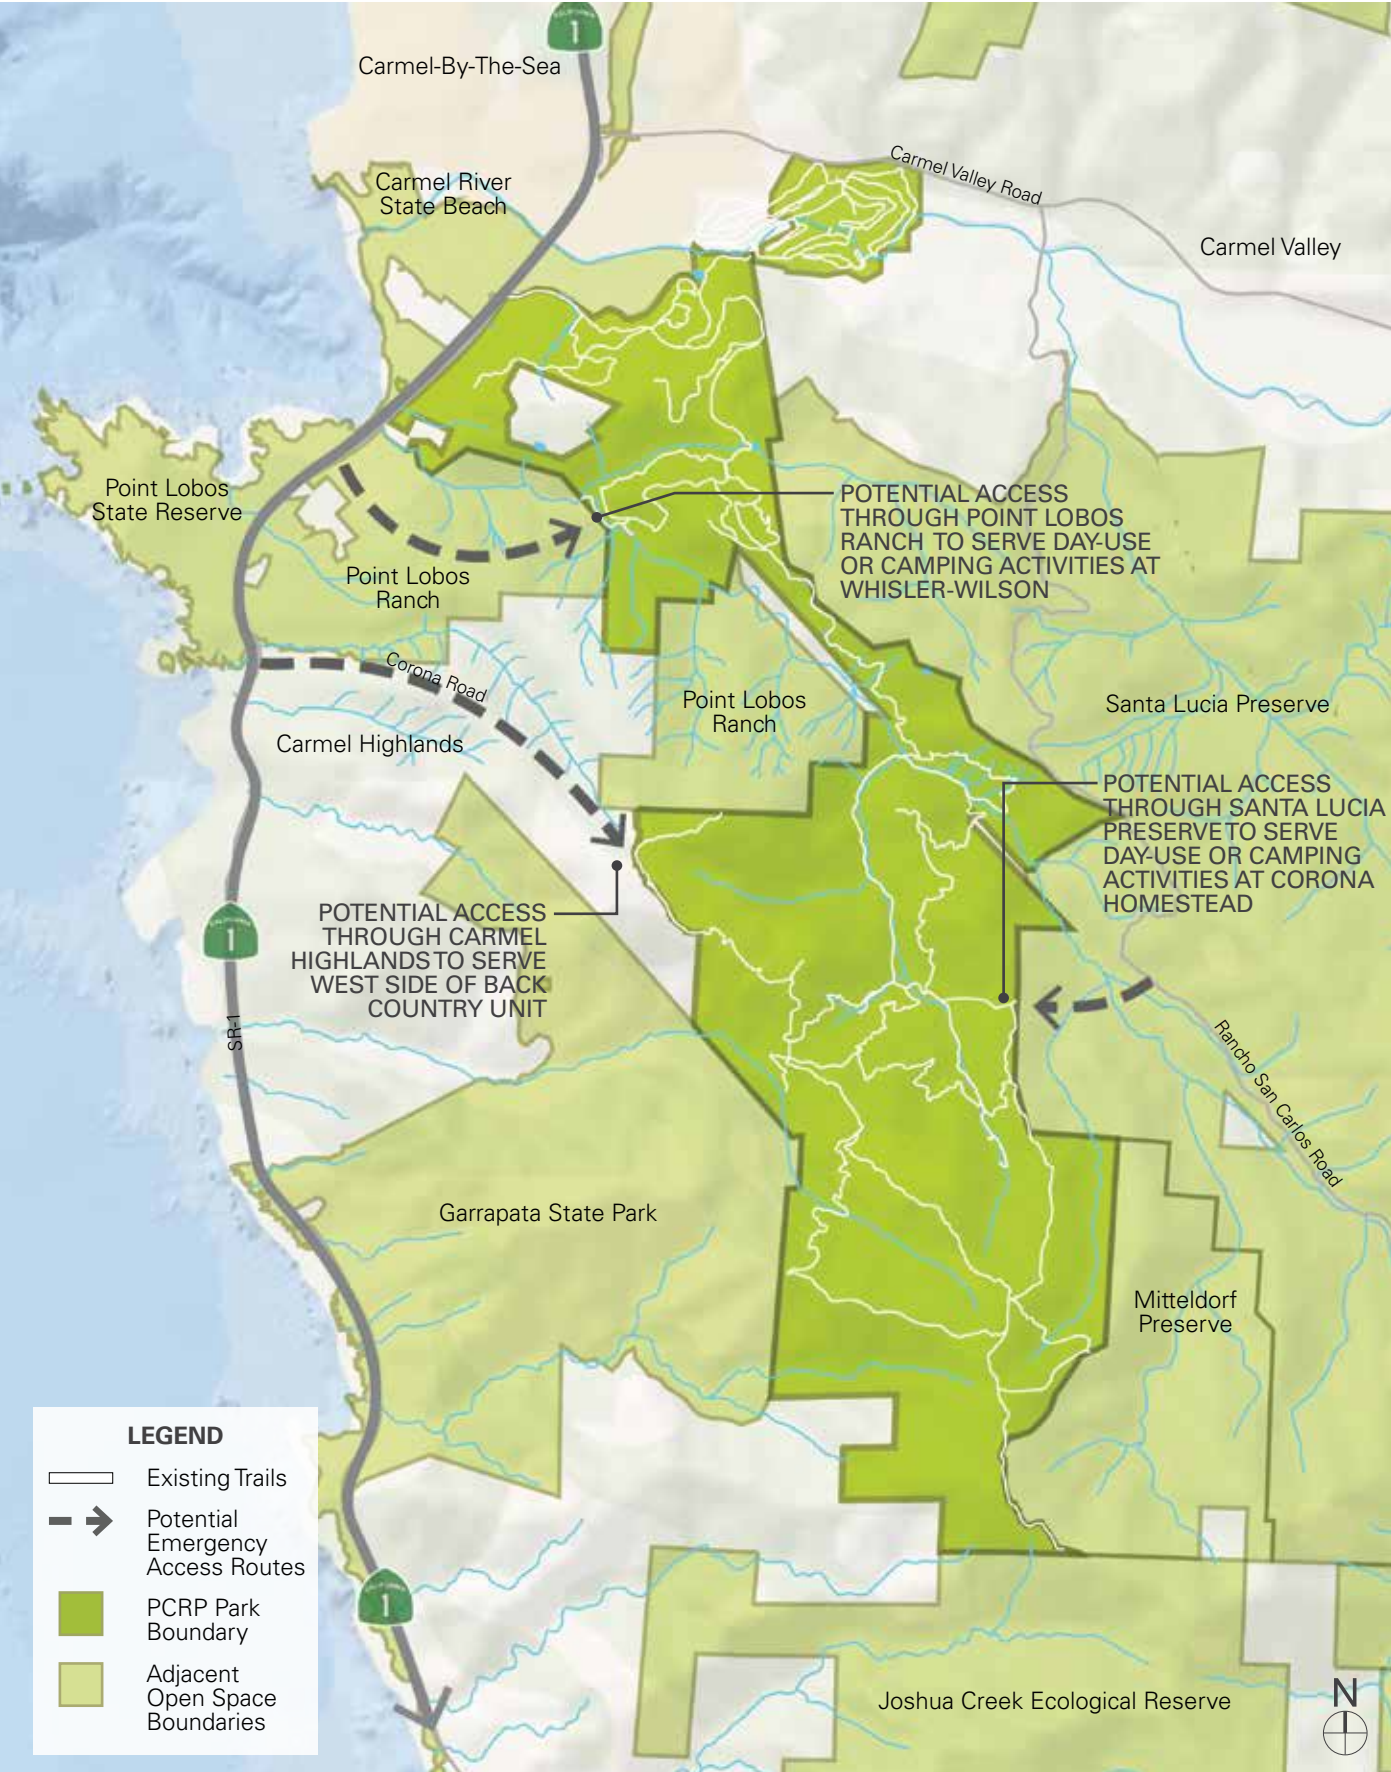 1
Carmel-By-The-Sea
Carmel Valley Road
Carmel River
State Beach
Carmel Valley
Point Lobos
State Reserve
POTENTIAL ACCESS
THROUGH POINT LOBOS
RANCH TO SERVE DAY-USE
OR CAMPING ACTIVITIES AT
WHISLER-WILSON
Point Lobos
Ranch
Corona Road
Point Lobos
Ranch
Santa Lucia Preserve
Carmel Highlands
POTENTIAL ACCESS
THROUGH SANTA LUCIA
PRESERVE TO SERVE
DAY-USE OR CAMPING
ACTIVITIES AT CORONA
HOMESTEAD
POTENTIAL ACCESS
THROUGH CARMEL
HIGHLANDS TO SERVE
WEST SIDE OF BACK
COUNTRY UNIT
1
SR-1
Rancho San Carlos Road
Garrapata State Park
Mitteldorf
Preserve
LEGEND
Existing Trails
Potential
Emergency
Access Routes
PCRP Park
Boundary
Adjacent
Open Space
Boundaries
1
Joshua Creek Ecological Reserve
N